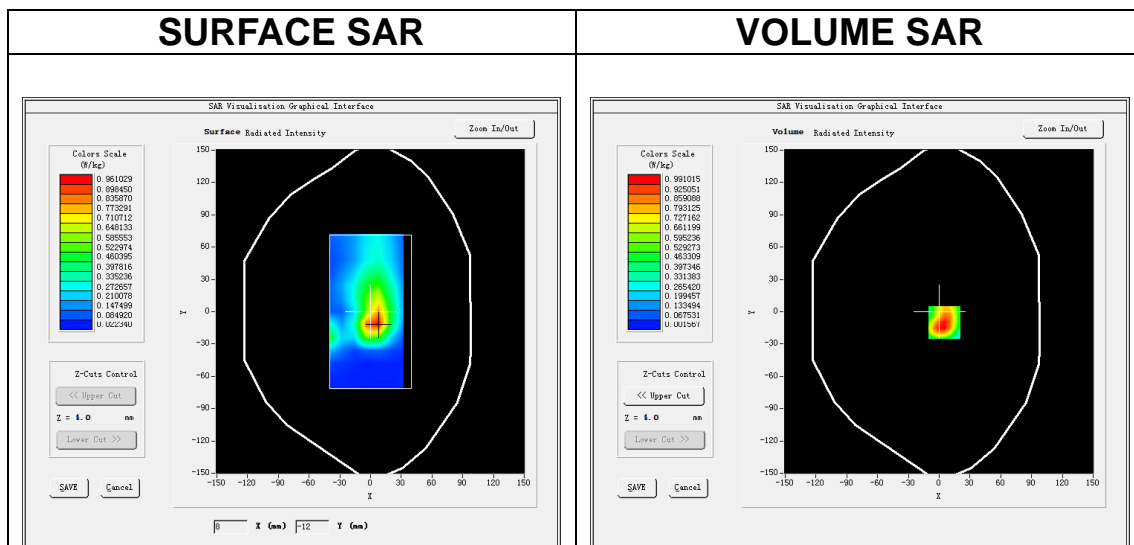 SURFACE SAR
VOLUME SAR
SAR Visualisation Graphical Interface
Surface Radiated Intensity
Zoom In/Out
Colors Scale
(W/kg)
0.961029
0.898450
0.835870
0.773291
0.710712
0.648133
0.585553
0.522974
0.460395
0.397816
0.335236
0.272657
0.210078
0.147499
0.084920
0.022340
150
120
90
60
30
0
-30
-60
-90
-120
-150
Y
-150 -120 -90 -60 -30 0 30 60 90 120 150
X
Z-Cuts Control
<< Upper Cut
Z = 4.0 mm
Lower Cut >>
SAVE Cancel
8 X (mm) -12 Y (mm)
SAR Visualisation Graphical Interface
Volume Radiated Intensity
Zoom In/Out
Colors Scale
(W/kg)
0.991015
0.925051
0.859088
0.793125
0.727162
0.661199
0.595236
0.529273
0.463309
0.397346
0.331383
0.265420
0.199457
0.133494
0.067531
0.001567
150
120
90
60
30
0
-30
-60
-90
-120
-150
Y
-150 -120 -90 -60 -30 0 30 60 90 120 150
X
Z-Cuts Control
<< Upper Cut
Z = 4.0 mm
Lower Cut >>
SAVE Cancel